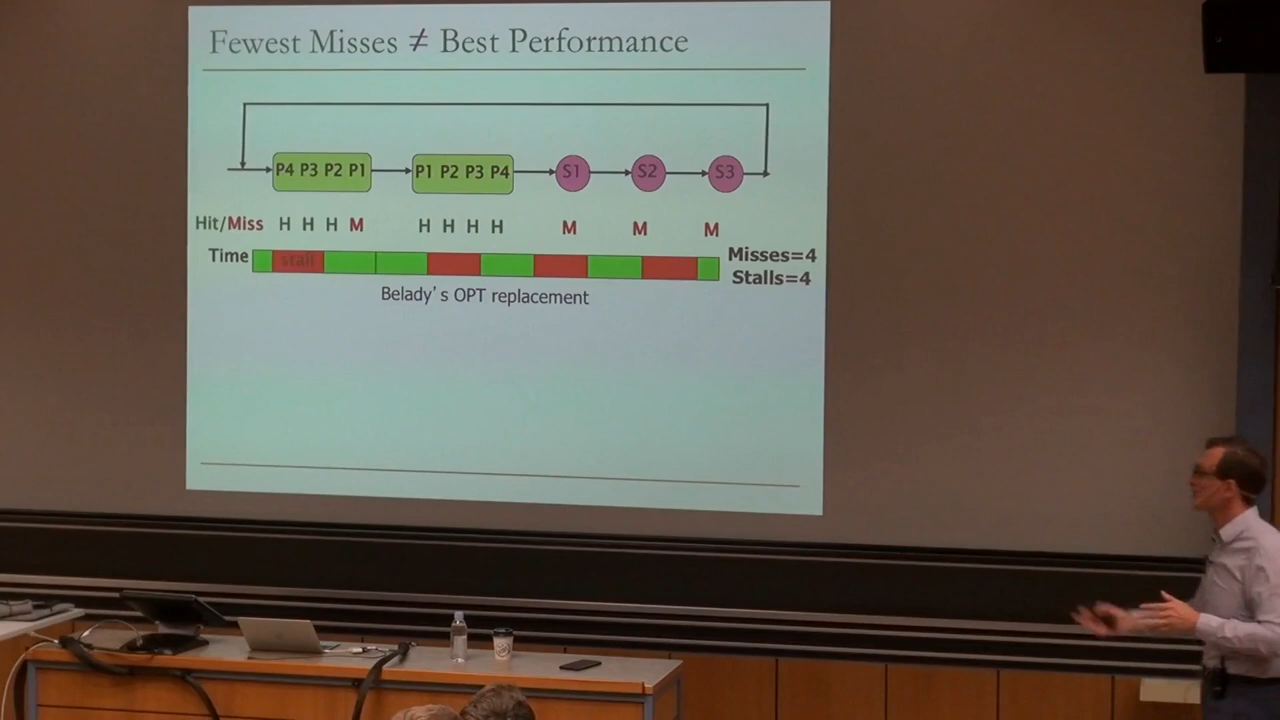 Fewest Misses ≠ Best Performance
P4 P3 P2 P1
P1 P2 P3 P4
S1
S2
S3
Hit/Miss H H H M H H H H M M M
Time stall Misses=4
Stalls=4
Belady's OPT replacement